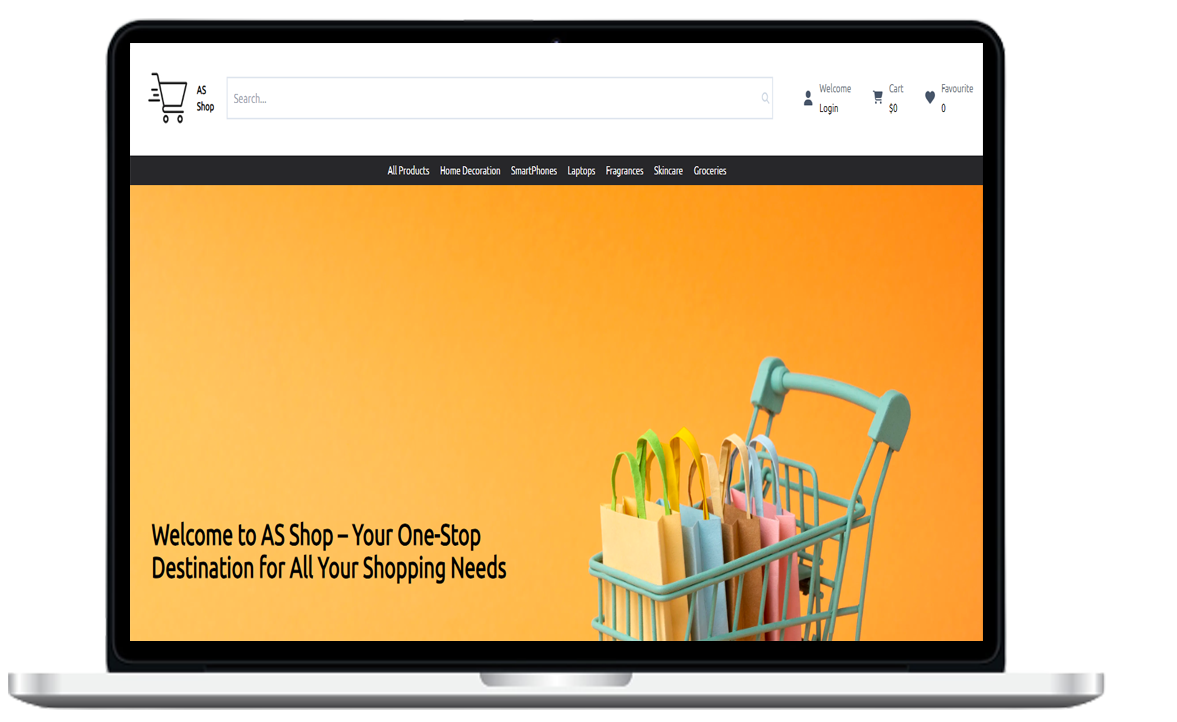 AS
Shop
Search...
Welcome
Login
Cart
$0
Favourite
0
All Products Home Decoration SmartPhones Laptops Fragrances Skincare Groceries
Welcome to AS Shop – Your One-Stop
Destination for All Your Shopping Needs